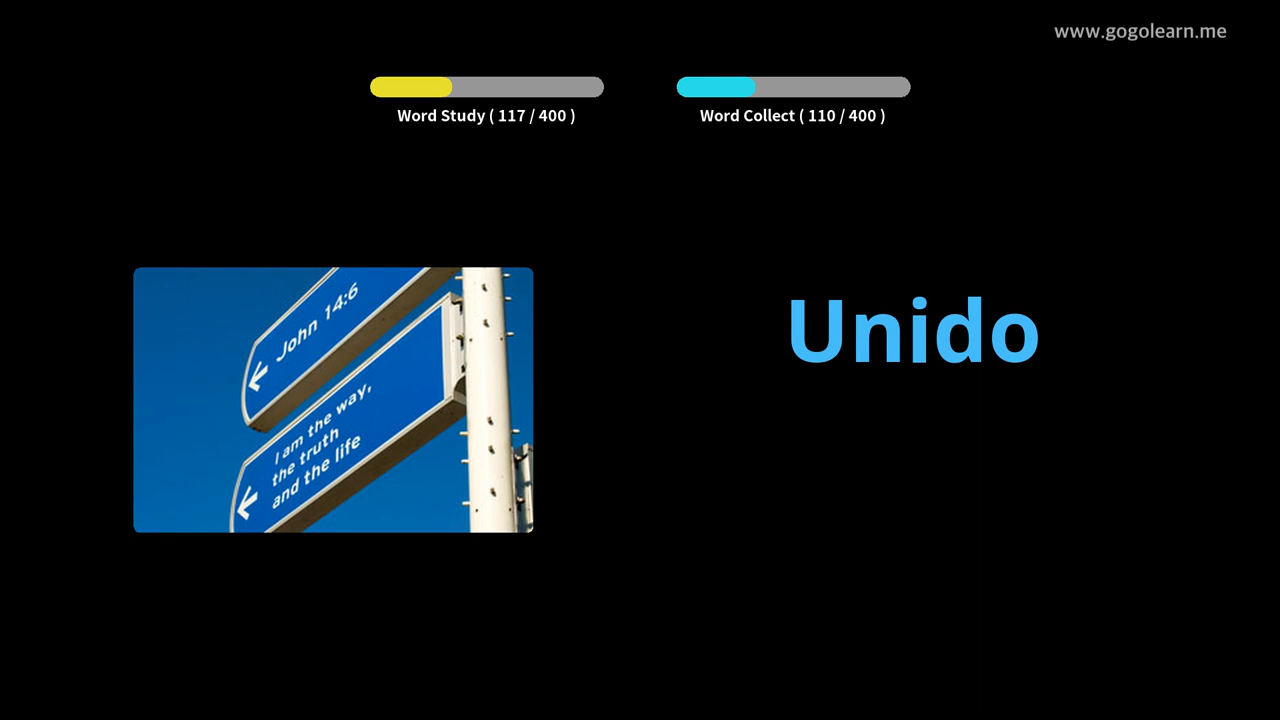 www.gogolearn.me
Word Study ( 117 / 400 )
Word Collect ( 110 / 400 )
John 14:6
I am the way,
the truth
and the life
Unido